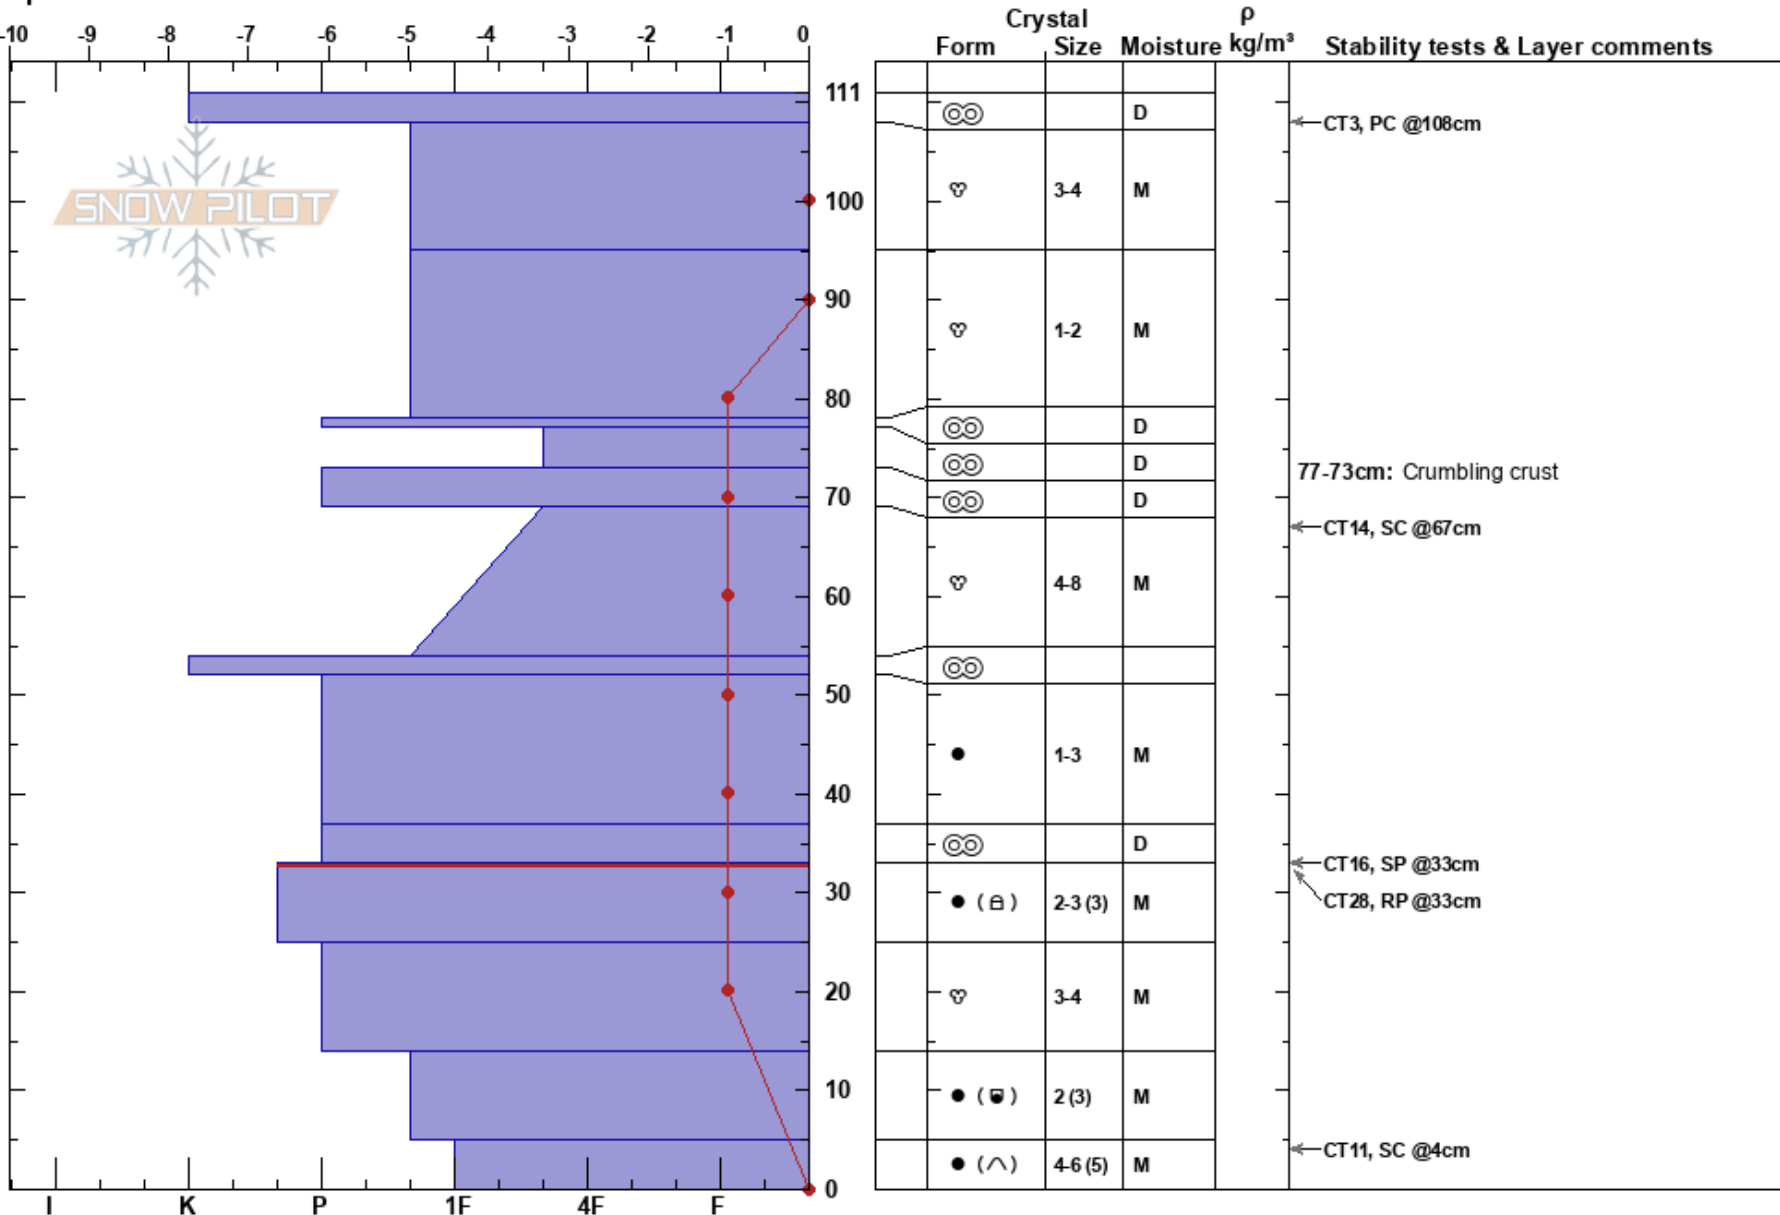 Crystal ρ
-10 -9 -8 -7 -6 -5 -4 -3 -2 -1 0 Form Size Moisture kg/m³ Stability tests & Layer comments
111
D
CT3, PC @108cm
3-4 M
SNOW PILOT
100
90
1-2 M
80
D
D
77-73cm: Crumbling crust
70
D
CT14, SC @67cm
60
4-8 M
50
1-3 M
40
D
CT16, SP @33cm
30
2-3 (3) M
CT28, RP @33cm
20
3-4 M
10
2 (3) M
CT11, SC @4cm
4-6 (5) M
0
I K P 1F 4F F